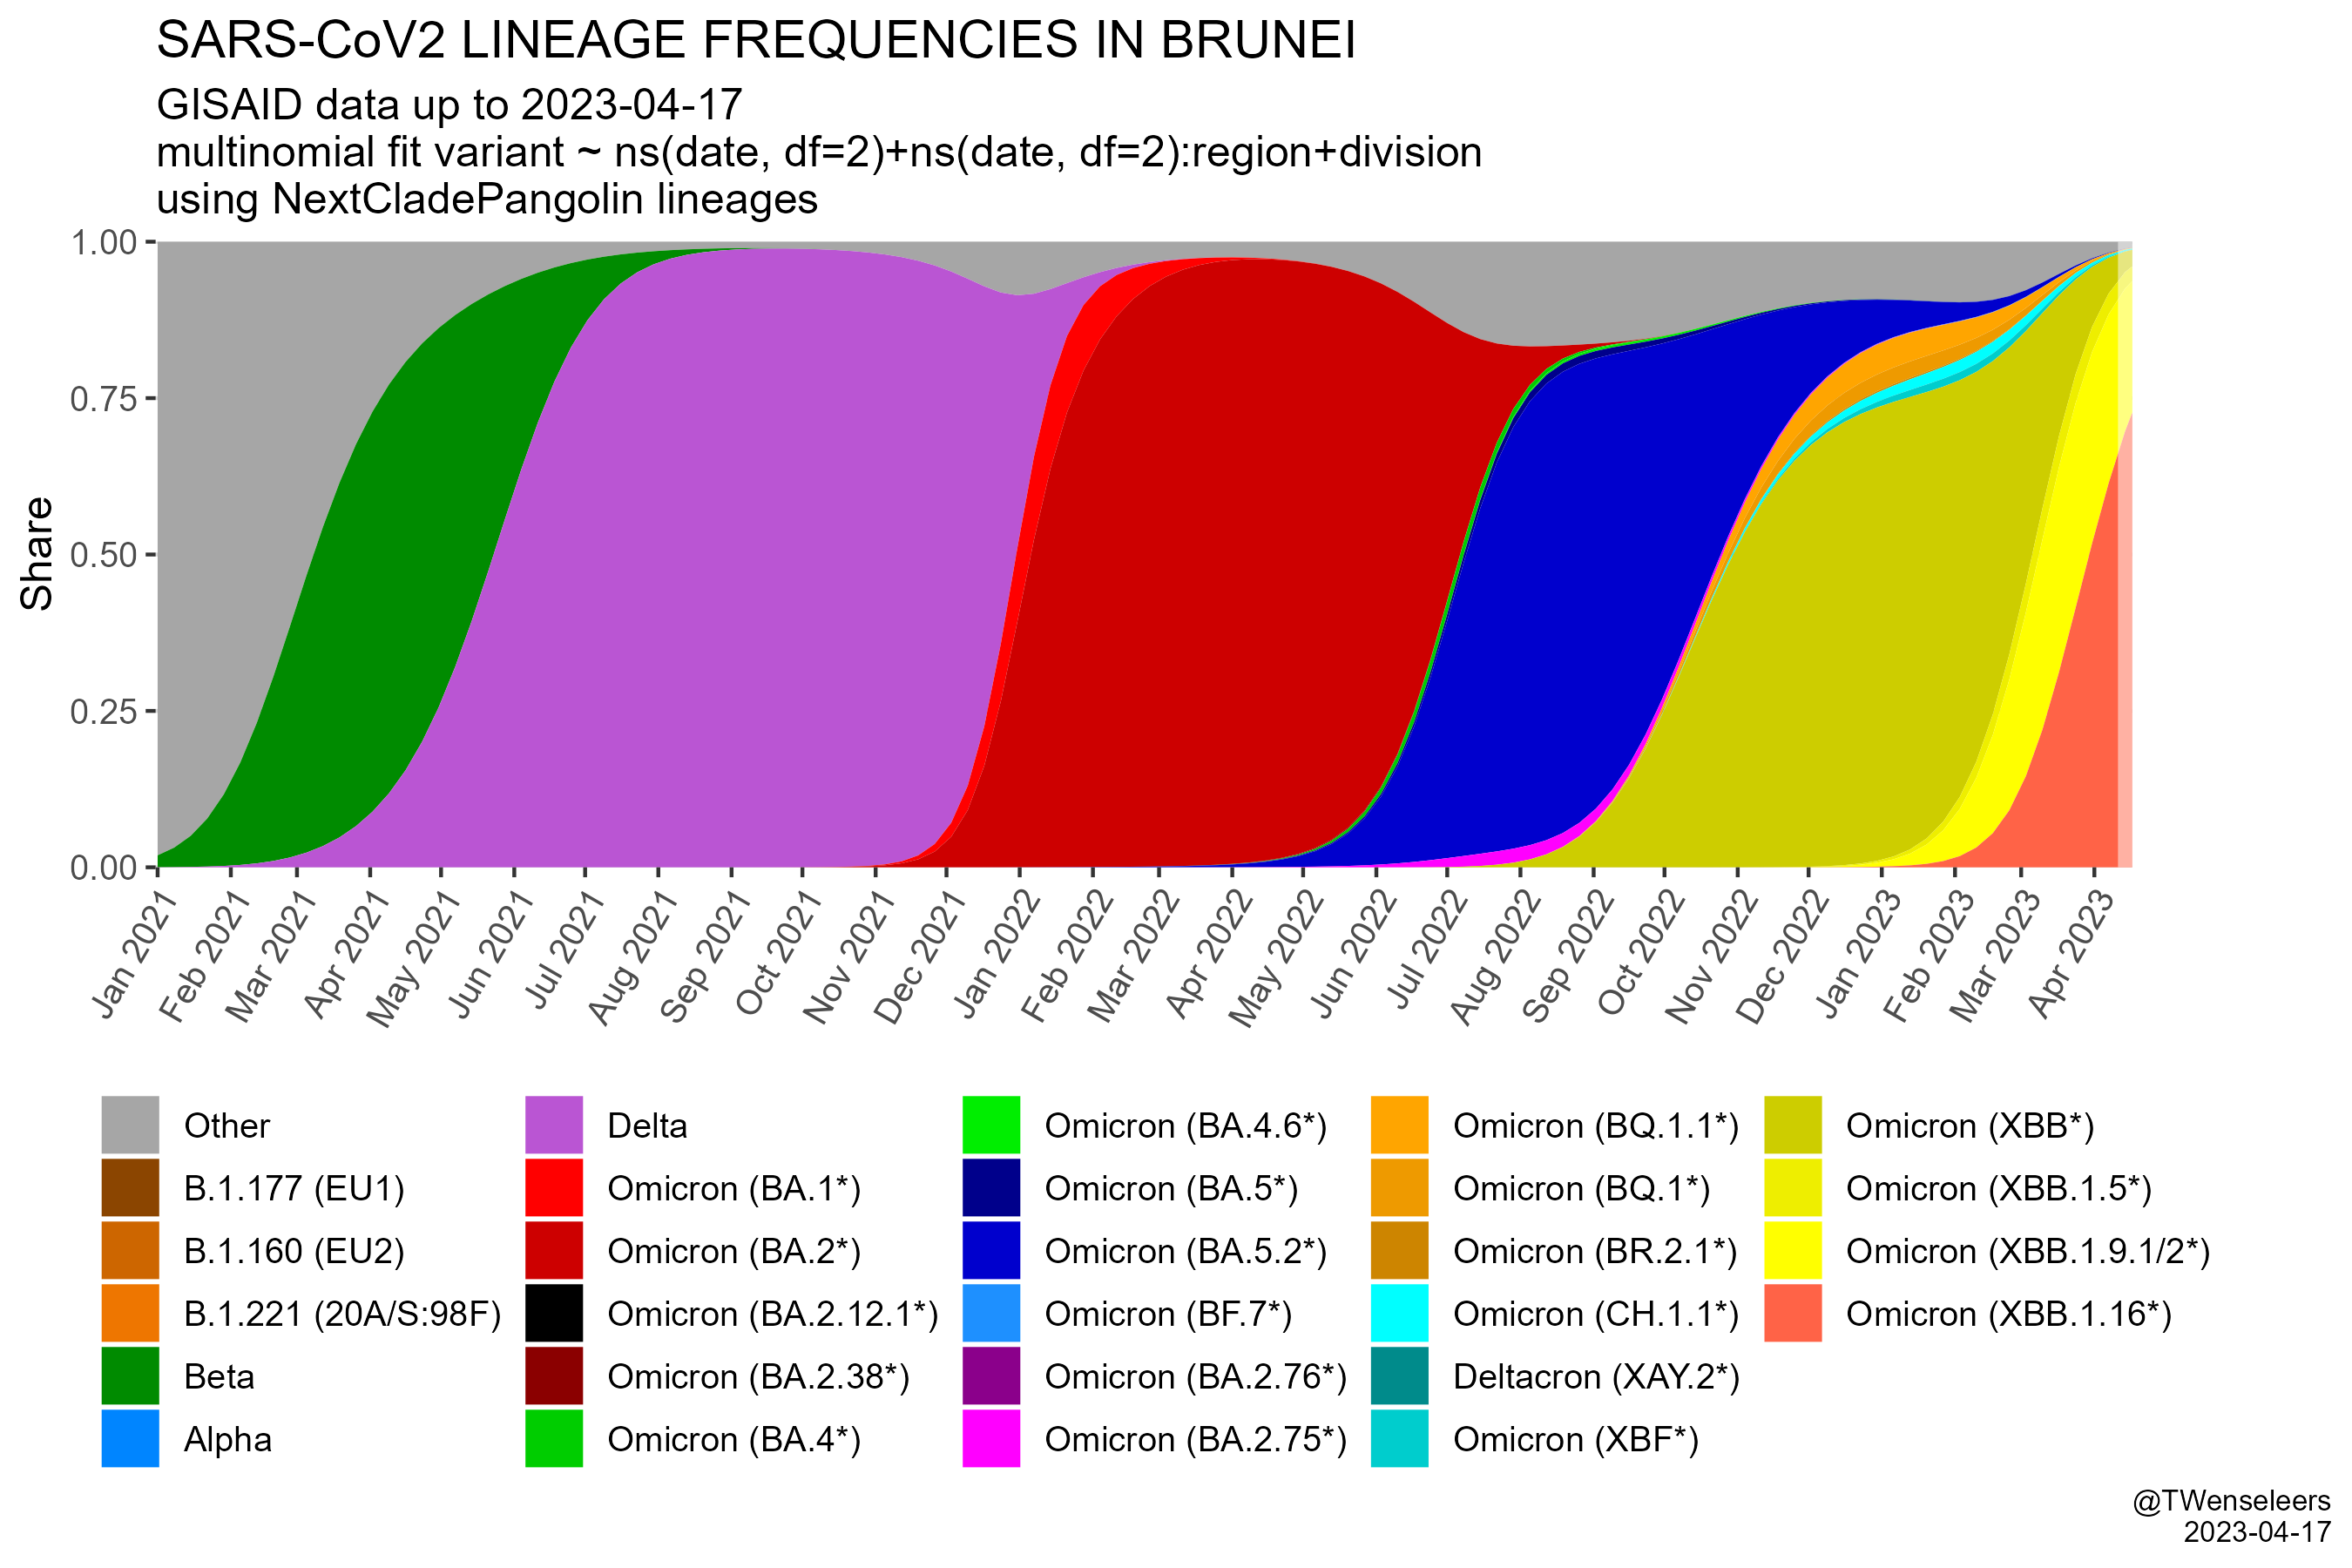 SARS-CoV2 LINEAGE FREQUENCIES IN BRUNEI
GISAID data up to 2023-04-17
multinomial fit variant ~ ns(date, df=2)+ns(date, df=2):region+division
using NextCladePangolin lineages
1.00
0.75
0.50
0.25
0.00
Share
Jan 2021
Feb 2021
Mar 2021
Apr 2021
May 2021
Jun 2021
Jul 2021
Aug 2021
Sep 2021
Oct 2021
Nov 2021
Dec 2021
Jan 2022
Feb 2022
Mar 2022
Apr 2022
May 2022
Jun 2022
Jul 2022
Aug 2022
Sep 2022
Oct 2022
Nov 2022
Dec 2022
Jan 2023
Feb 2023
Mar 2023
Apr 2023
Other
B.1.177 (EU1)
B.1.160 (EU2)
B.1.221 (20A/S:98F)
Beta
Alpha
Delta
Omicron (BA.1*)
Omicron (BA.2*)
Omicron (BA.2.12.1*)
Omicron (BA.2.38*)
Omicron (BA.4*)
Omicron (BA.4.6*)
Omicron (BA.5*)
Omicron (BA.5.2*)
Omicron (BF.7*)
Omicron (BA.2.76*)
Omicron (BA.2.75*)
Omicron (BQ.1.1*)
Omicron (BQ.1*)
Omicron (BR.2.1*)
Omicron (CH.1.1*)
Deltacron (XAY.2*)
Omicron (XBF*)
Omicron (XBB*)
Omicron (XBB.1.5*)
Omicron (XBB.1.9.1/2*)
Omicron (XBB.1.16*)
@TWenseleers
2023-04-17